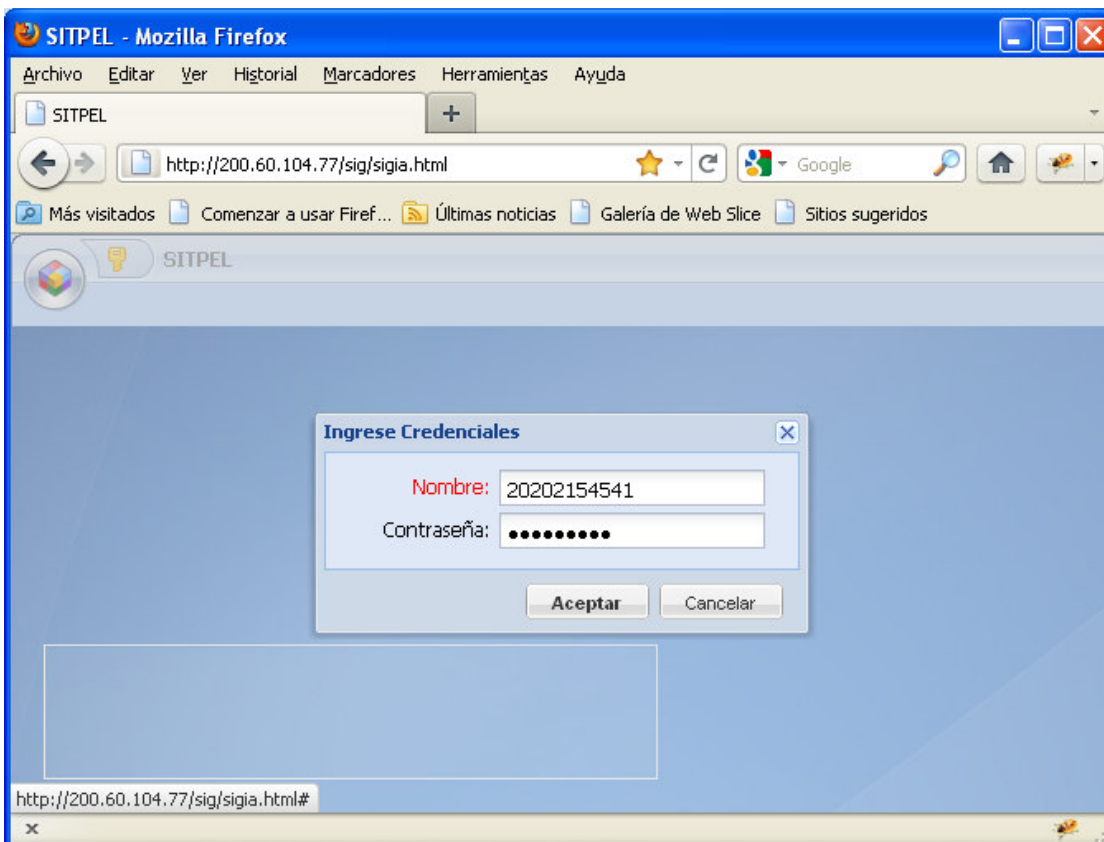 SITPEL - Mozilla Firefox
Archivo Editar Ver Historial Marcadores Herramientas Ayuda
SITPEL
http://200.60.104.77/sig/sigia.html Google
Más visitados Comenzar a usar Firef... Últimas noticias Galería de Web Slice Sitios sugeridos
SITPEL
Ingrese Credenciales
Nombre: 20202154541
Contraseña: •••••••••
Aceptar Cancelar
http://200.60.104.77/sig/sigia.html#